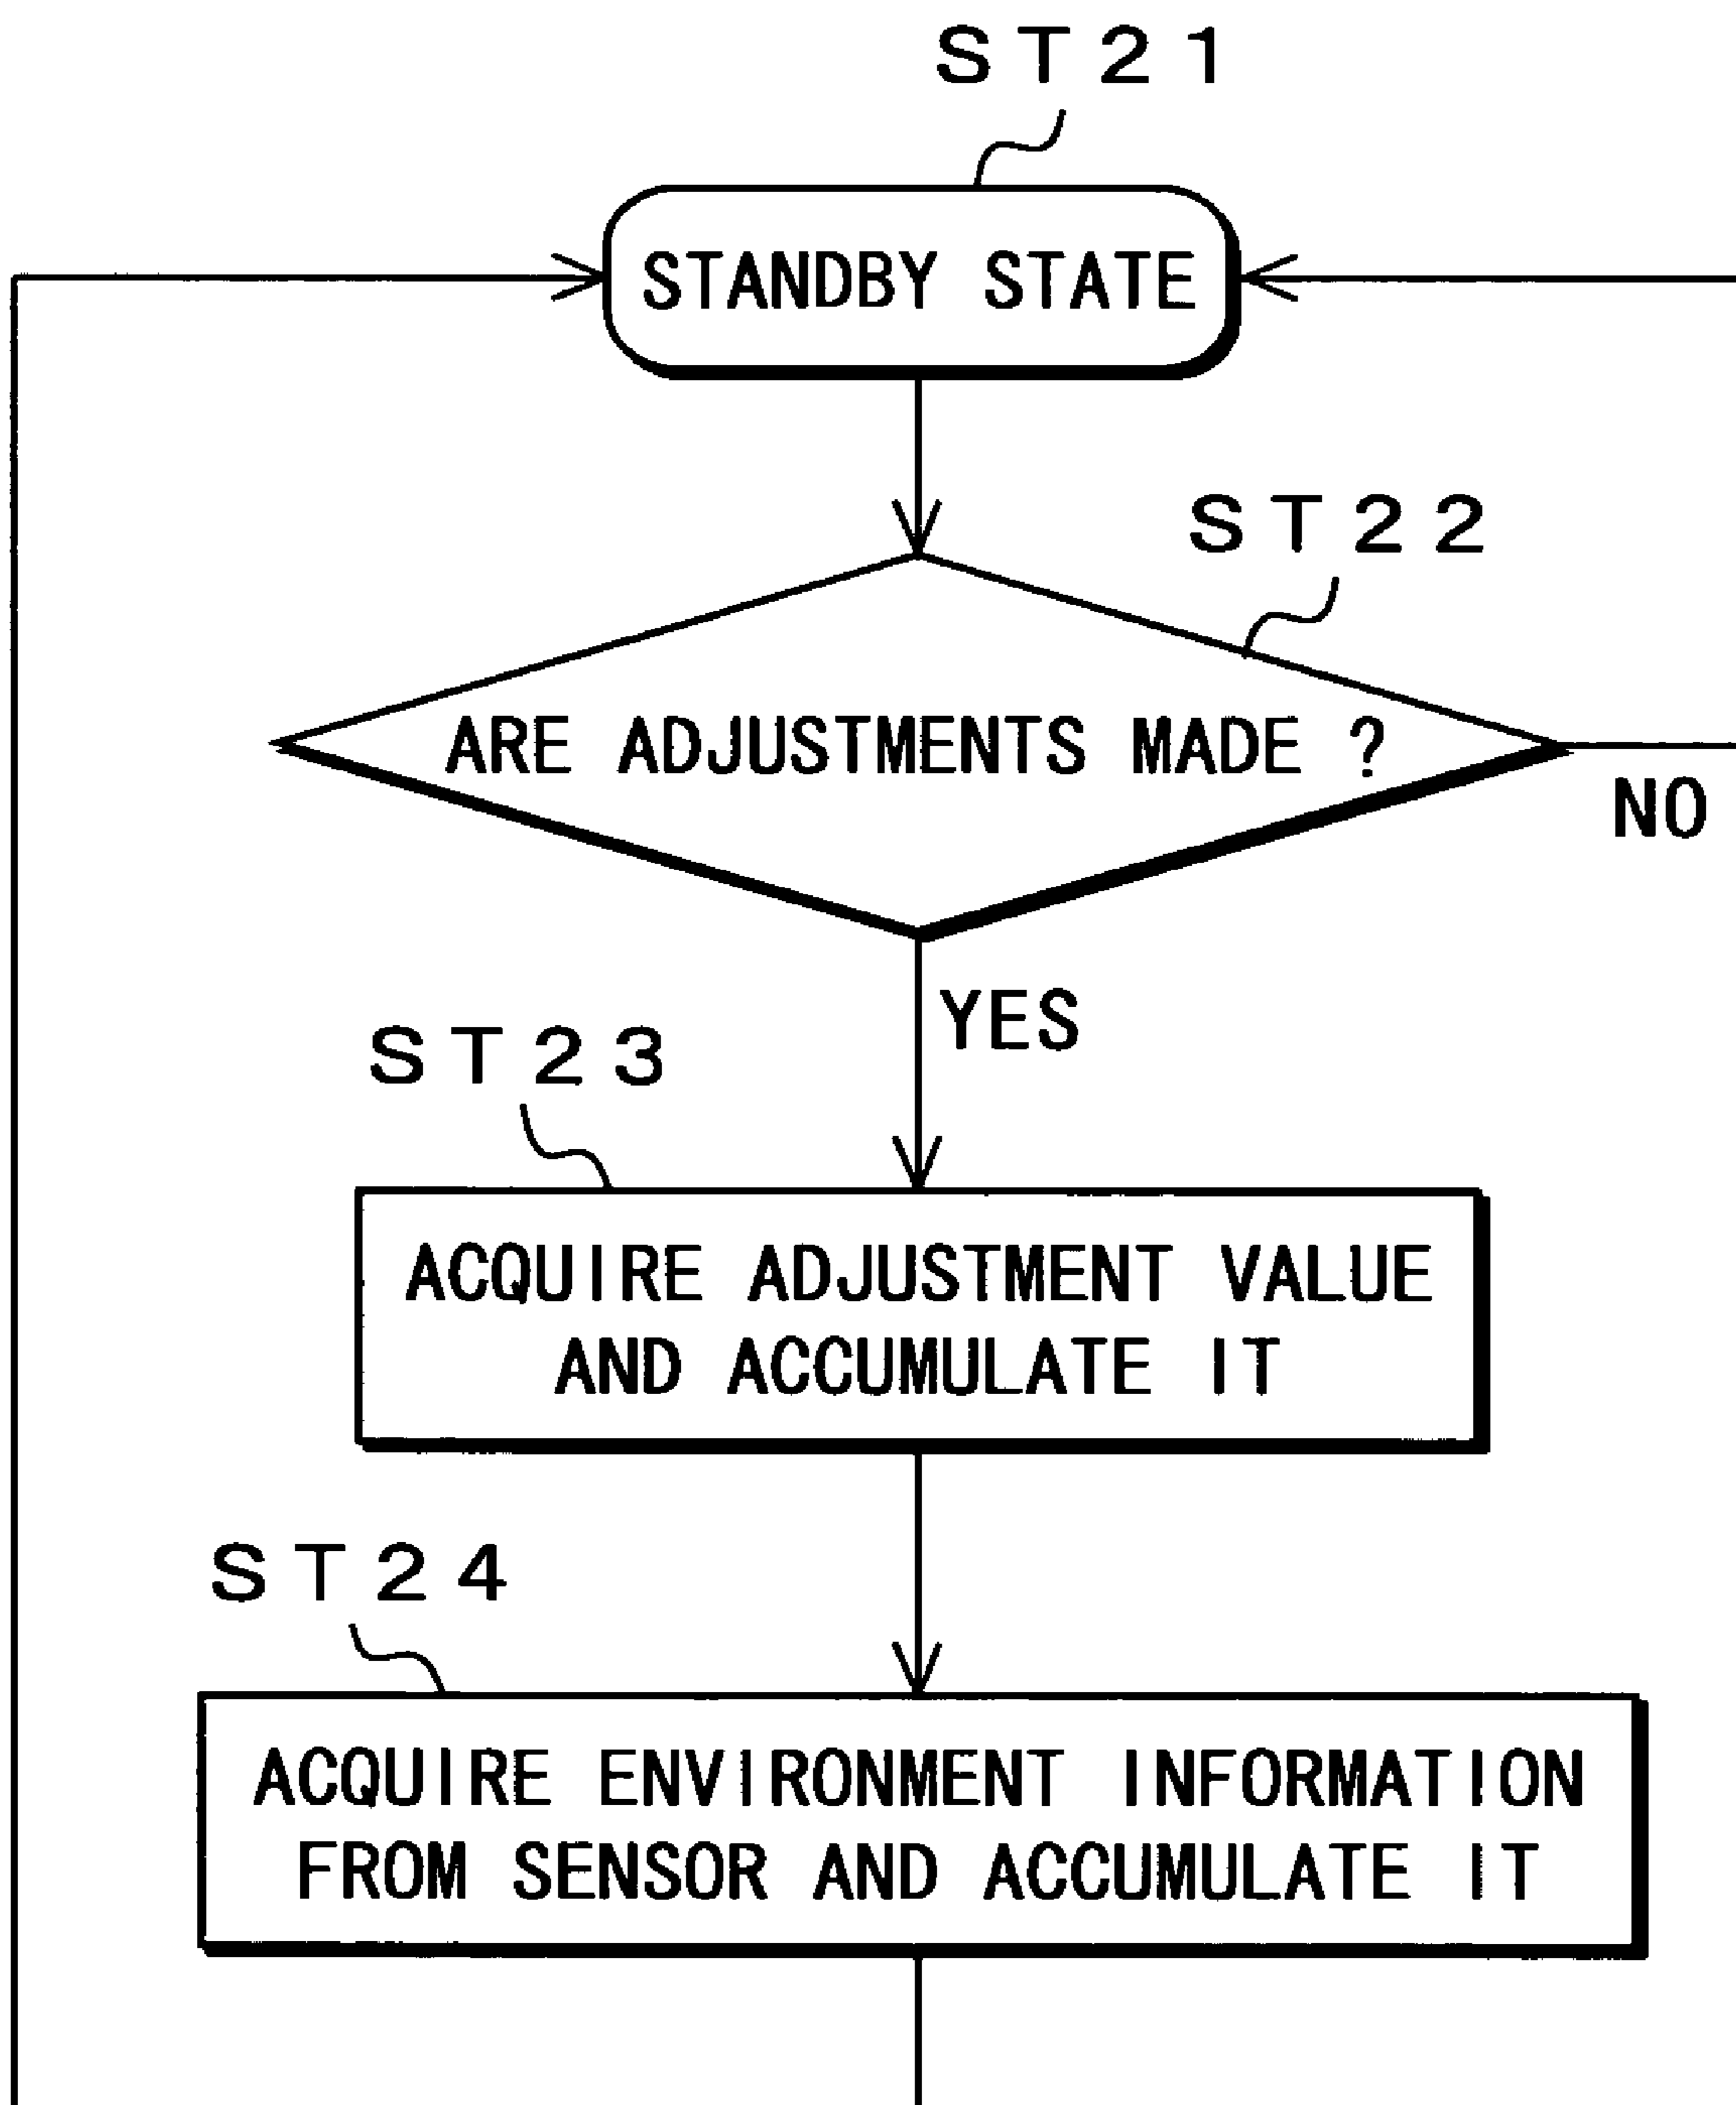 ST21
STANDBY STATE
ST22
ARE ADJUSTMENTS MADE ?
NO
YES
ST23
ACQUIRE ADJUSTMENT VALUE
AND ACCUMULATE IT
ST24
ACQUIRE ENVIRONMENT INFORMATION
FROM SENSOR AND ACCUMULATE IT